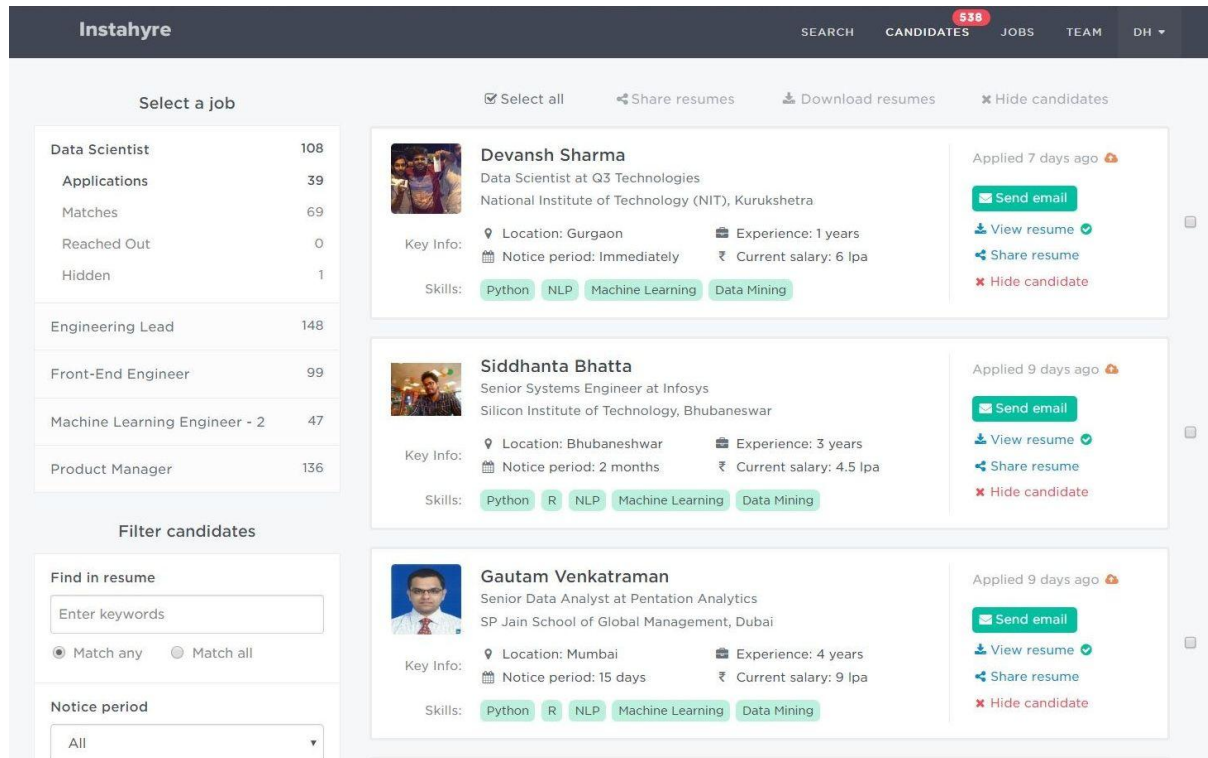 Instahyre
SEARCH CANDIDATES 538 JOBS TEAM DH
Select a job
Data Scientist 108
Applications 39
Matches 69
Reached Out 0
Hidden 1
Engineering Lead 148
Front-End Engineer 99
Machine Learning Engineer - 2 47
Product Manager 136
Filter candidates
Find in resume
Enter keywords
Match any Match all
Notice period
All
Select all Share resumes Download resumes Hide candidates
Devansh Sharma
Data Scientist at Q3 Technologies
National Institute of Technology (NIT), Kurukshetra
Key Info:
Location: Gurgaon Experience: 1 years
Notice period: Immediately ₹ Current salary: 6 lpa
Skills: Python NLP Machine Learning Data Mining
Applied 7 days ago
Send email
View resume
Share resume
Hide candidate
Siddhanta Bhatta
Senior Systems Engineer at Infosys
Silicon Institute of Technology, Bhubaneswar
Key Info:
Location: Bhubaneshwar Experience: 3 years
Notice period: 2 months ₹ Current salary: 4.5 lpa
Skills: Python R NLP Machine Learning Data Mining
Applied 9 days ago
Send email
View resume
Share resume
Hide candidate
Gautam Venkatraman
Senior Data Analyst at Pentation Analytics
SP Jain School of Global Management, Dubai
Key Info:
Location: Mumbai Experience: 4 years
Notice period: 15 days ₹ Current salary: 9 lpa
Skills: Python R NLP Machine Learning Data Mining
Applied 9 days ago
Send email
View resume
Share resume
Hide candidate